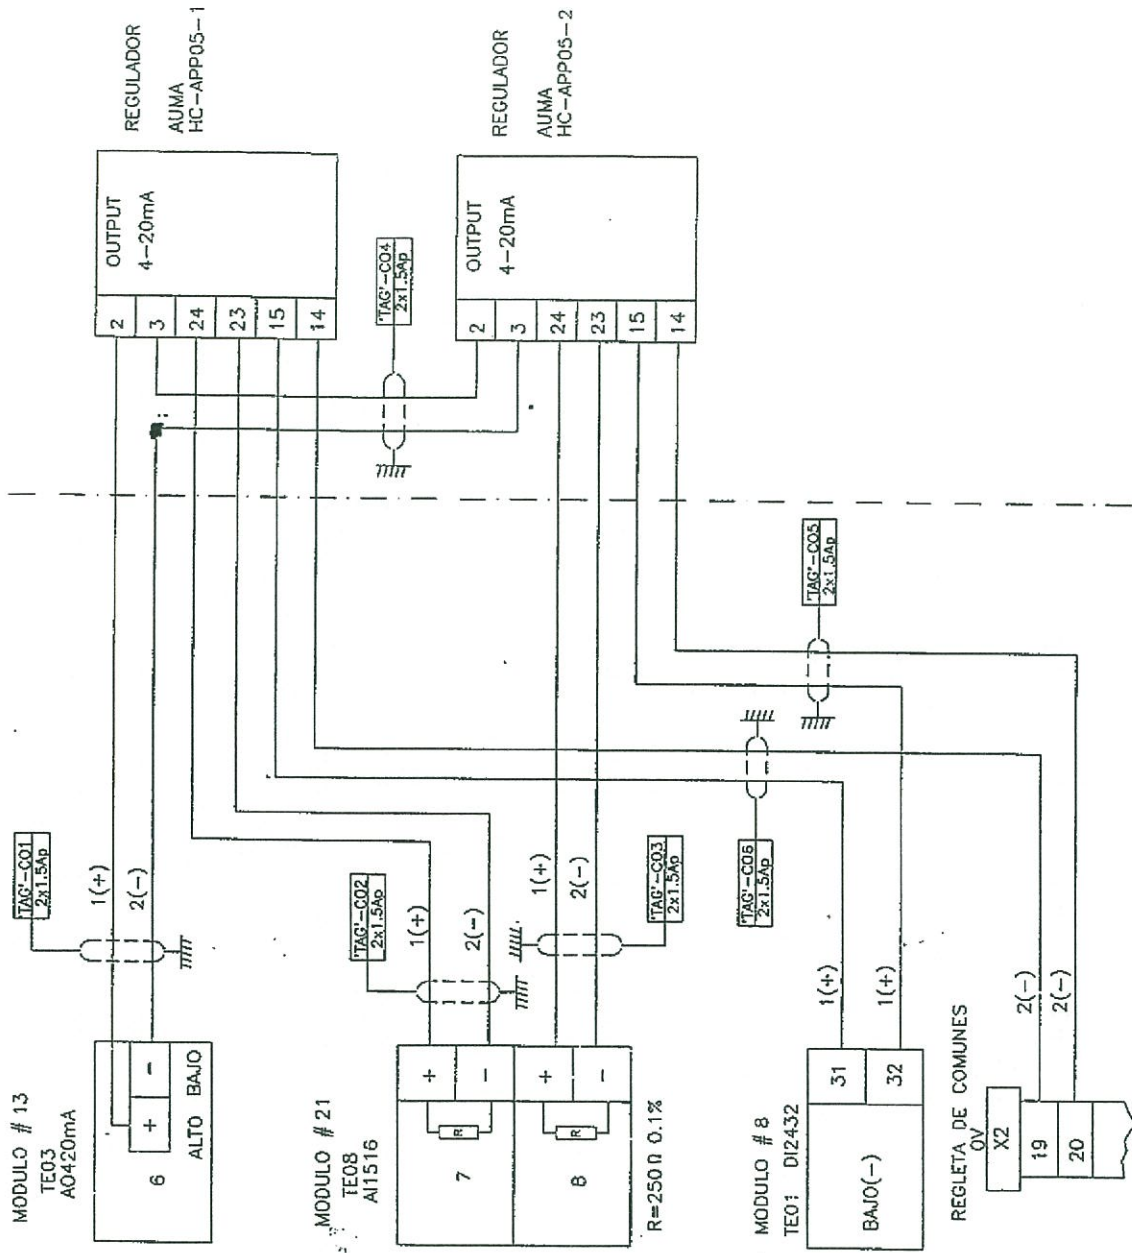 MODULO # 13
TE03
AO420mA
6
+
-
ALTO BAJO
'TAG'-C01
2x1.5Ap
1(+)
2(-)
REGULADOR
AUMA
HC-APP05-1
OUTPUT
4-20mA
2
3
24
23
15
14
'TAG'-C04
2x1.5Ap
REGULADOR
AUMA
HC-APP05-2
OUTPUT
4-20mA
2
3
24
23
15
14
MODULO # 21
TE08
AI1516
7
R
+
-
8
R
+
-
R=250Ω 0.1%
'TAG'-C02
2x1.5Ap
1(+)
2(-)
1(+)
2(-)
'TAG'-C03
2x1.5Ap
'TAG'-C06
2x1.5Ap
'TAG'-C05
2x1.5Ap
MODULO # 8
TE01 DI2432
BAJO(-)
31
32
1(+)
1(+)
REGLETA DE COMUNES
0V
X2
19
20
2(-)
2(-)